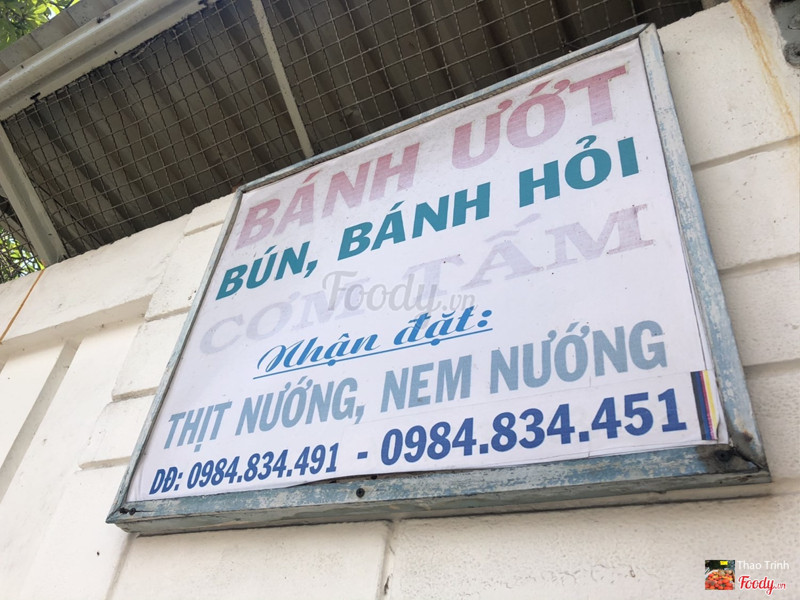 BÁNH ƯỚT
BÚN, BÁNH HỎI
CƠM TẤM
Foody.vn
Nhận đặt:
THỊT NƯỚNG, NEM NƯỚNG
DĐ: 0984.834.491 - 0984.834.451
Thao Trinh
Foody.vn